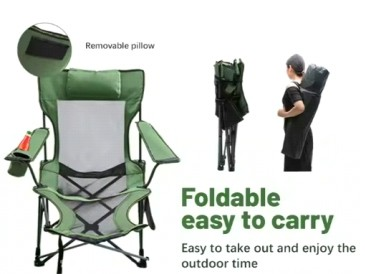 Removable pillow
Foldable
easy to carry
Easy to take out and enjoy the
outdoor time